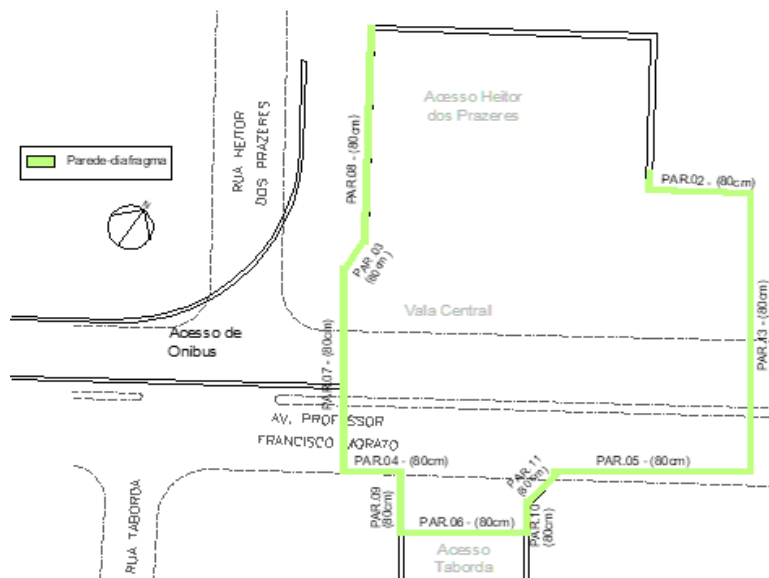 Acesso Heitor
dos Prazeres
RUA HEITOR
DOS PRAZERES
Parede-diafragma
PAR.08 - (80cm)
PAR.02 - (80cm)
N
PAR. 03
(80cm)
Vala Central
Acesso de
Onibus
PAR.07 - (80cm)
PAR.13 - (80cm)
AV. PROFESSOR
FRANCISCO MORATO
PAR.04 - (80cm)
PAR.11
(80cm)
PAR.05 - (80cm)
RUA TABORDA
PAR.09
(80cm)
PAR.06 - (80cm)
PAR.10
(80cm)
Acesso
Taborda